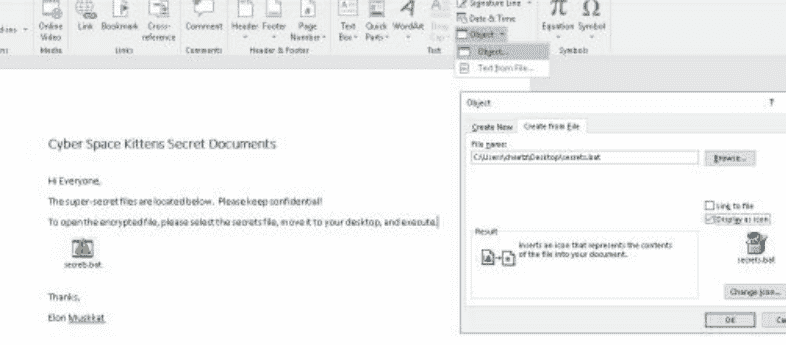 Signature Line
Online Video
Link
Bookmark
Cross-reference
Comment
Header
Footer
Page Number
Text Box
Quick Parts
WordArt
Date & Time
Object
Equation
Symbol
Media
Links
Comments
Header & Footer
Text
Symbols
Object...
Text from File...
Object
?
Create New
Create from File
File name:
C:\Users\cheetz\Desktop\secrets.bat
Browse...
Link to file
Display as icon
Result
Inserts an icon that represents the contents
of the file into your document.
secrets.bat
Change Icon...
OK
Cyber Space Kittens Secret Documents
Hi Everyone,
The super-secret files are located below. Please keep confidential!
To open the encrypted file, please select the secrets file, move it to your desktop, and execute.
secrets.bat
Thanks,
Elon Muskkat